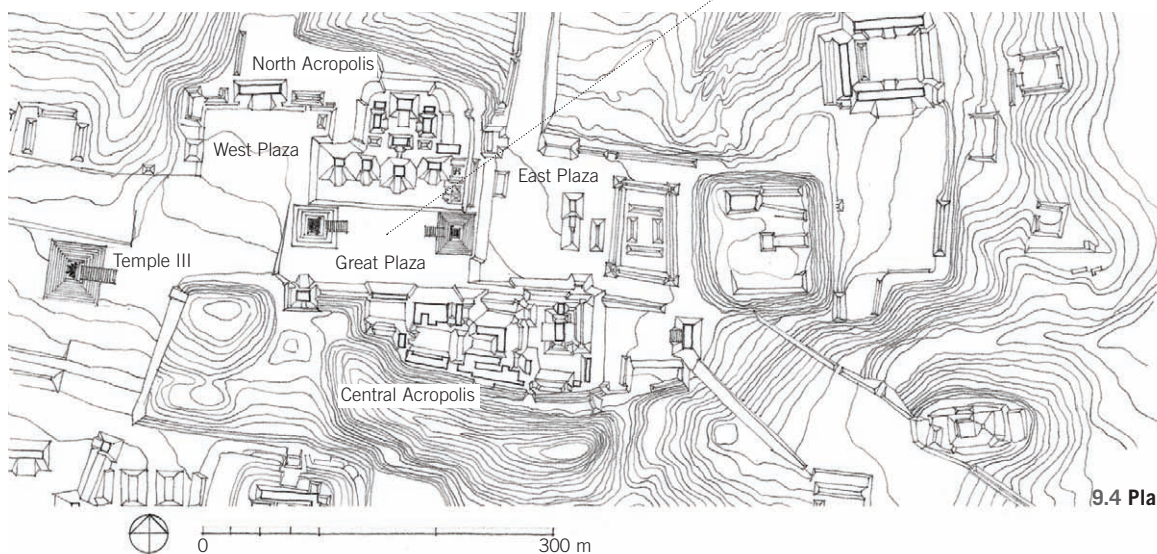 North Acropolis
West Plaza
East Plaza
Temple III
Great Plaza
Central Acropolis
9.4 Pla
0 300 m